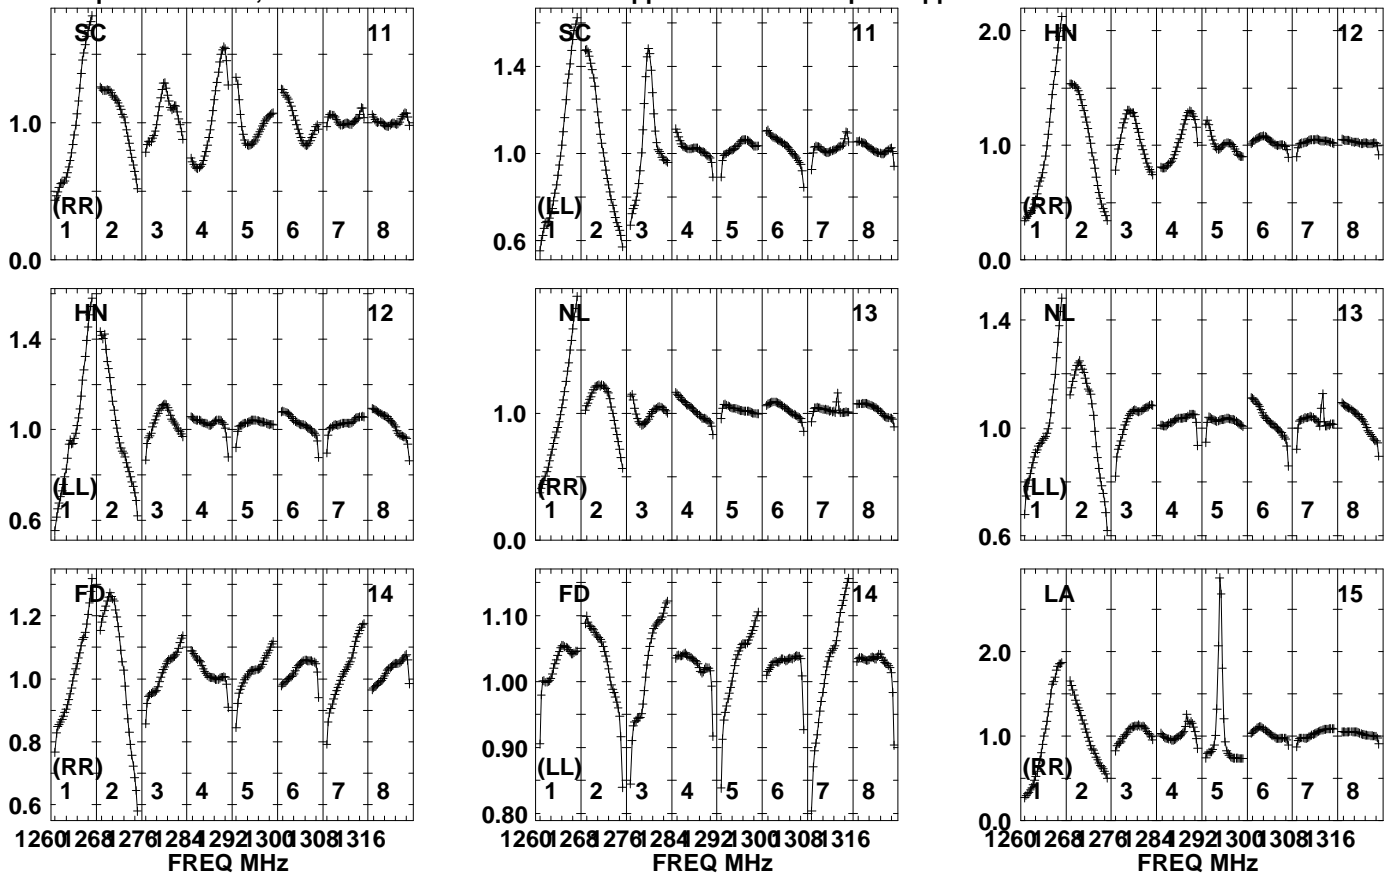 SC 11
1.0
(RR)
1 2 3 4 5 6 7 8
0.0
SC 11
1.4
1.0
(LL)
1 2 3 4 5 6 7 8
0.6
2.0 HN 12
1.0
(RR)
1 2 3 4 5 6 7 8
0.0
HN 12
1.4
1.0
(LL)
1 2 3 4 5 6 7 8
0.6
NL 13
1.0
(RR)
1 2 3 4 5 6 7 8
0.0
NL 13
1.4
1.0
(LL)
1 2 3 4 5 6 7 8
0.6
FD 14
1.2
1.0
0.8
(RR)
1 2 3 4 5 6 7 8
0.6
1260 1268 1276 1284 1292 1300 1308 1316
FREQ MHz
FD 14
1.10
1.00
0.90
(LL)
1 2 3 4 5 6 7 8
0.80
1260 1268 1276 1284 1292 1300 1308 1316
FREQ MHz
LA 15
2.0
1.0
(RR)
1 2 3 4 5 6 7 8
0.0
1260 1268 1276 1284 1292 1300 1308 1316
FREQ MHz